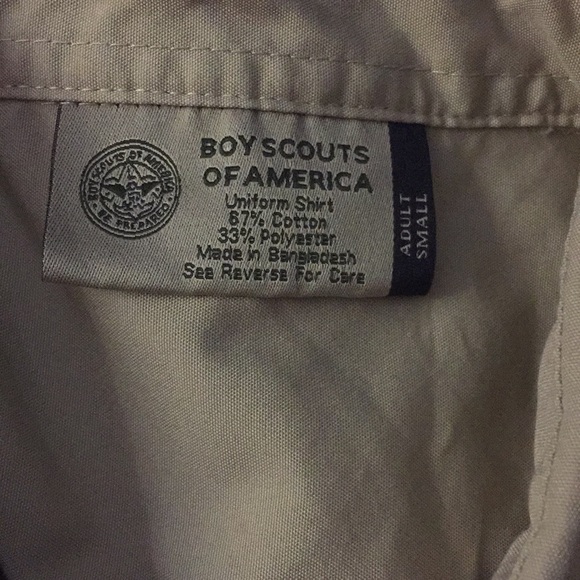 BOY SCOUTS OF AMERICA
BE PREPARED
BOY SCOUTS
OF AMERICA
Uniform Shirt
67% Cotton
33% Polyester
Made in Bangladesh
See Reverse For Care
ADULT
SMALL